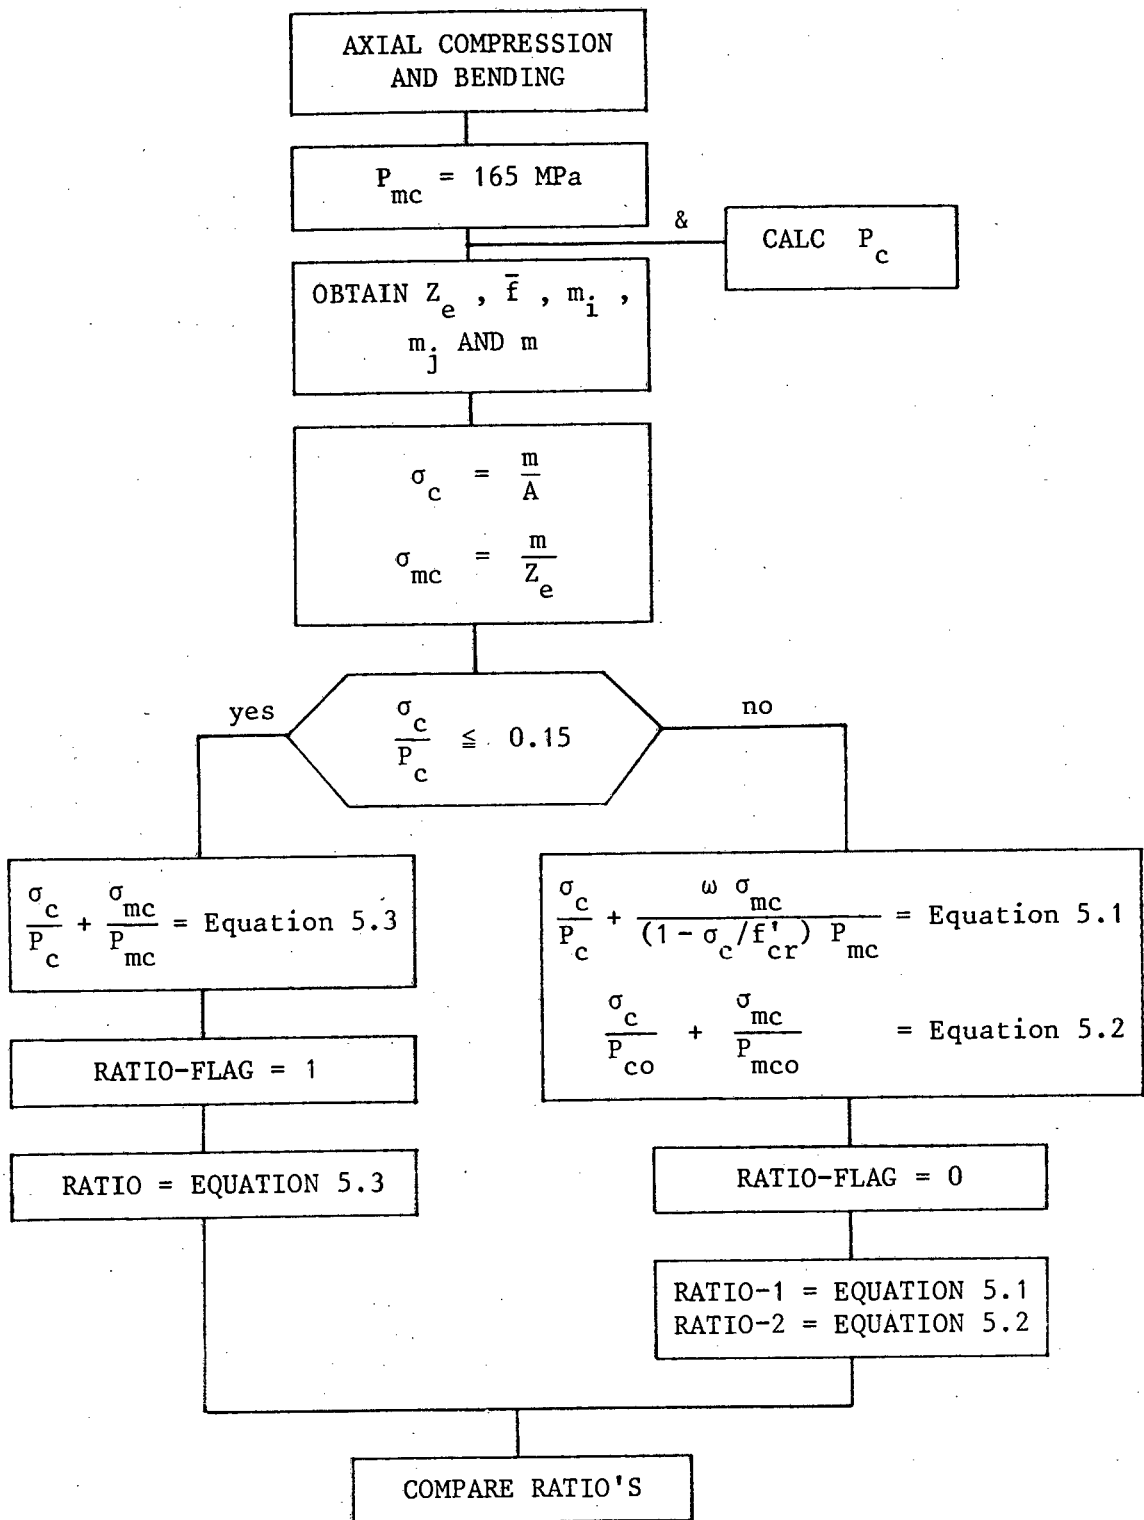 AXIAL COMPRESSION
AND BENDING
P_mc = 165 MPa
&
CALC P_c
OBTAIN Z_e , f̄ , m_i ,
m_j AND m
σ_c = m/A
σ_mc = m/Z_e
yes
σ_c/P_c ≦ 0.15
no
σ_c/P_c + σ_mc/P_mc = Equation 5.3
RATIO-FLAG = 1
RATIO = EQUATION 5.3
σ_c/P_c + ω σ_mc/(1 - σ_c/f'_cr) P_mc = Equation 5.1
σ_c/P_co + σ_mc/P_mco = Equation 5.2
RATIO-FLAG = 0
RATIO-1 = EQUATION 5.1
RATIO-2 = EQUATION 5.2
COMPARE RATIO'S